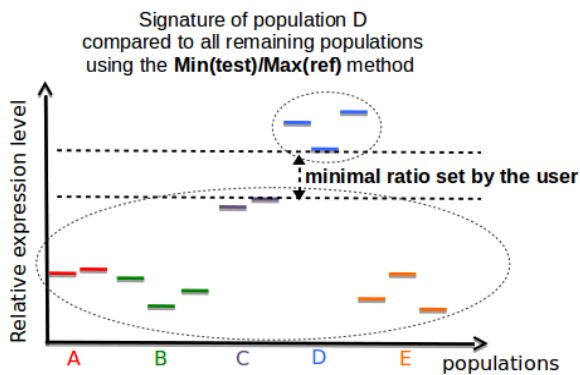 Signature of population D
compared to all remaining populations
using the Min(test)/Max(ref) method
Relative expression level
minimal ratio set by the user
A B C D E populations